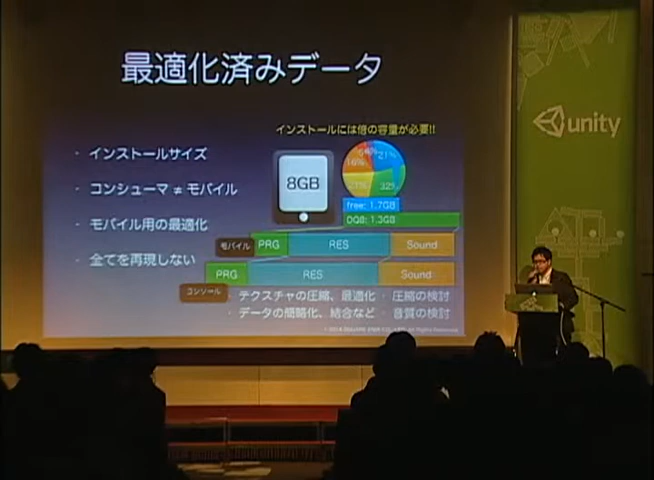 最適化済みデータ
インストールには倍の容量が必要!!
・ インストールサイズ
・ コンシューマ ≠ モバイル
・ モバイル用の最適化
・ 全てを再現しない
8GB
21%
16%
32%
free: 1.7GB
DQ8: 1.3GB
モバイル PRG RES Sound
PRG RES Sound
コンソール
・ テクスチャの圧縮、最適化 ・ 圧縮の検討
・ データの簡略化、結合など ・ 音質の検討
unity